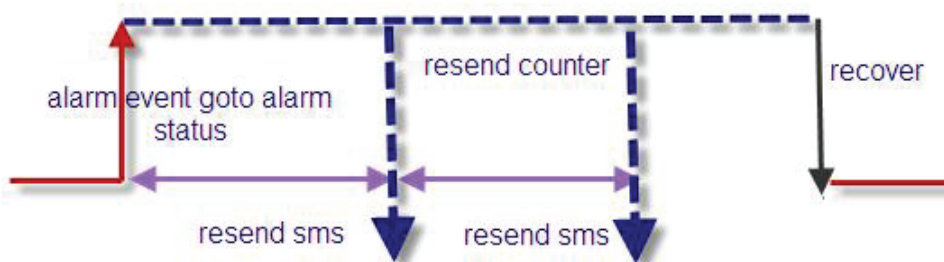 resend counter
recover
alarm event goto alarm
status
resend sms
resend sms